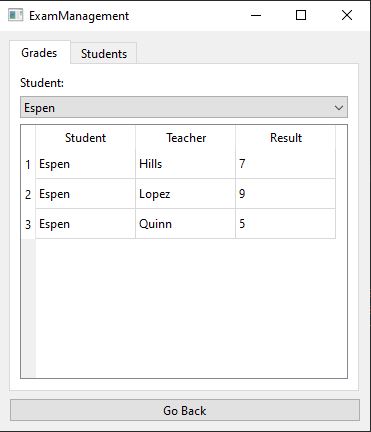 ExamManagement
Grades Students
Student:
Espen
Student Teacher Result
1 Espen Hills 7
2 Espen Lopez 9
3 Espen Quinn 5
Go Back